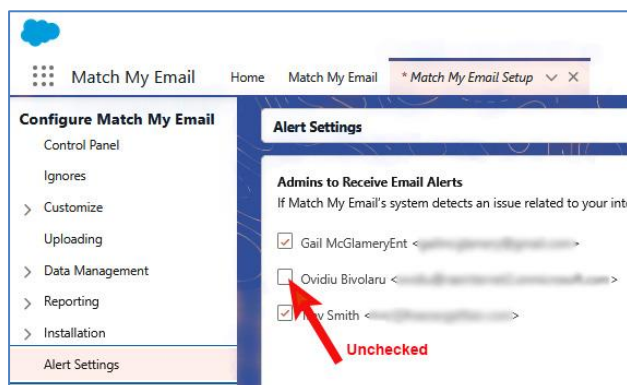 Match My Email
Home
Match My Email
* Match My Email Setup
Configure Match My Email
Control Panel
Ignores
Customize
Uploading
Data Management
Reporting
Installation
Alert Settings
Alert Settings
Admins to Receive Email Alerts
If Match My Email's system detects an issue related to your
Gail McGlameryEnt <
Ovidiu Bivolaru <
Smith <
Unchecked